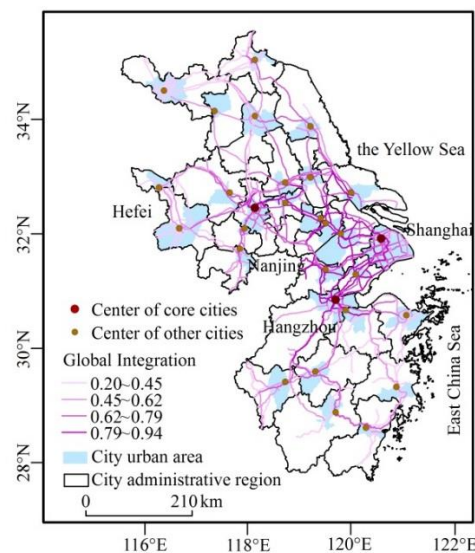 34°N
the Yellow Sea
Hefei
32°N
Shanghai
Nanjing
Center of core cities
Center of other cities
Hangzhou
Global Integration
30°N
East China Sea
0.20~0.45
0.45~0.62
0.62~0.79
0.79~0.94
City urban area
City administrative region
28°N
0 210 km
116°E 118°E 120°E 122°E